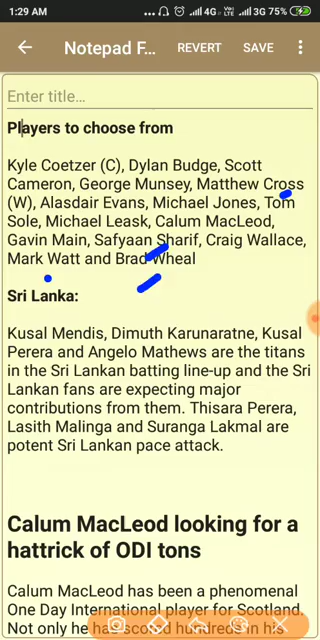 1:29 AM ... 4G VoLTE 3G 75%
Notepad F... REVERT SAVE
Enter title...
Players to choose from
Kyle Coetzer (C), Dylan Budge, Scott
Cameron, George Munsey, Matthew Cross
(W), Alasdair Evans, Michael Jones, Tom
Sole, Michael Leask, Calum MacLeod,
Gavin Main, Safyaan Sharif, Craig Wallace,
Mark Watt and Brad Wheal
Sri Lanka:
Kusal Mendis, Dimuth Karunaratne, Kusal
Perera and Angelo Mathews are the titans
in the Sri Lankan batting line-up and the Sri
Lankan fans are expecting major
contributions from them. Thisara Perera,
Lasith Malinga and Suranga Lakmal are
potent Sri Lankan pace attack.
Calum MacLeod looking for a
hattrick of ODI tons
Calum MacLeod has been a phenomenal
One Day International player for Scotland.
Not only he has scored hundreds in his